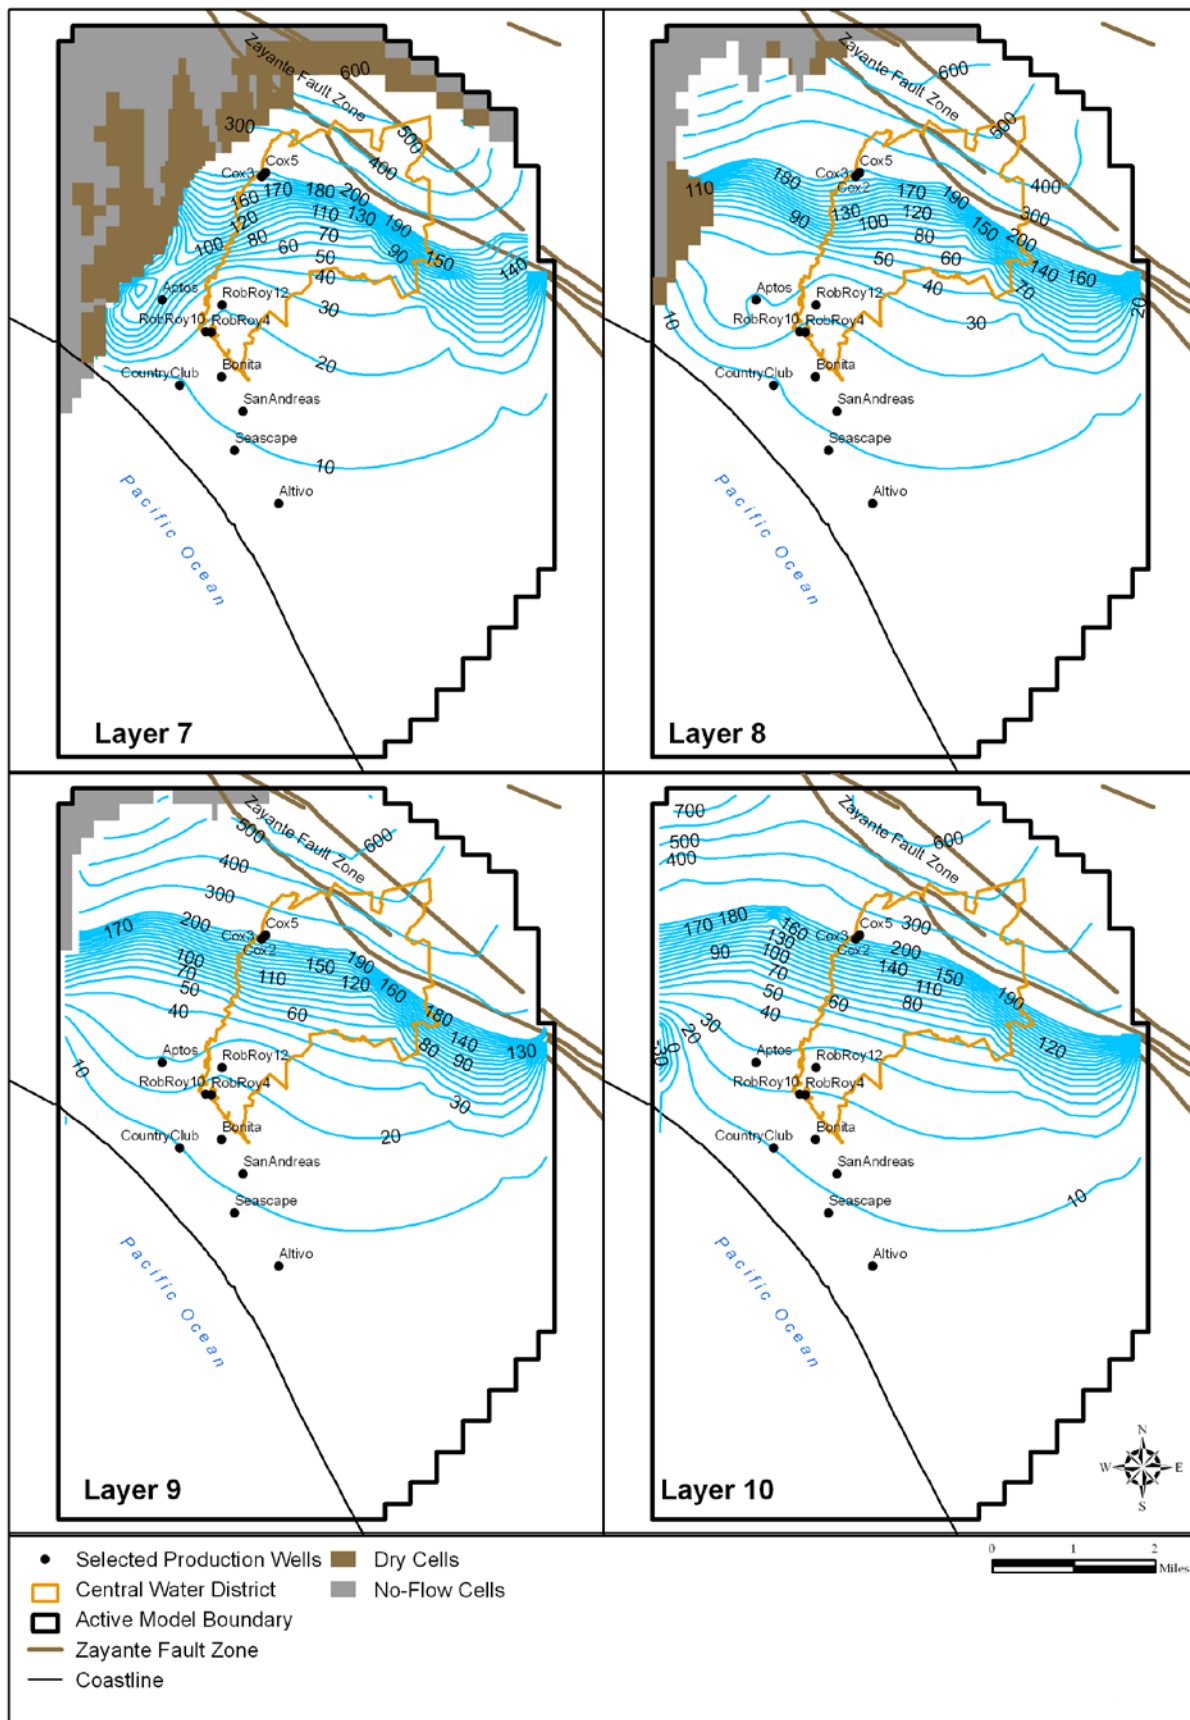 Zayante Fault Zone
600
500
300
400
Cox5
Cox3
160
170
180
200
110
130
190
120
100
80
70
60
90
150
140
50
40
30
Aptos
RobRoy12
RobRoy10
RobRoy4
20
CountryClub
Bonita
SanAndreas
Seascape
10
Altivo
Pacific Ocean
Layer 7
Zayante Fault Zone
600
500
400
300
Cox5
Cox3
Cox2
110
180
170
190
200
90
130
100
120
80
150
140
160
50
60
70
40
20
10
Aptos
RobRoy12
RobRoy10
RobRoy4
30
Bonita
CountryClub
SanAndreas
Seascape
Altivo
Pacific Ocean
Layer 8
Zayante Fault Zone
500
600
400
300
200
170
Cox5
Cox3
Cox2
100
70
50
40
110
150
120
190
160
60
180
140
80
90
130
10
Aptos
RobRoy12
RobRoy10
RobRoy4
30
20
Bonita
CountryClub
SanAndreas
Seascape
Altivo
Pacific Ocean
Layer 9
700
500
400
Zayante Fault Zone
600
300
170
180
160
130
100
90
70
50
40
Cox5
Cox3
Cox2
200
140
150
110
80
60
190
120
30
20
Aptos
RobRoy12
RobRoy10
RobRoy4
Bonita
CountryClub
SanAndreas
10
Seascape
Altivo
Pacific Ocean
Layer 10
N
W
E
S
Selected Production Wells
Dry Cells
Central Water District
No-Flow Cells
Active Model Boundary
Zayante Fault Zone
Coastline
0 1 2
Miles